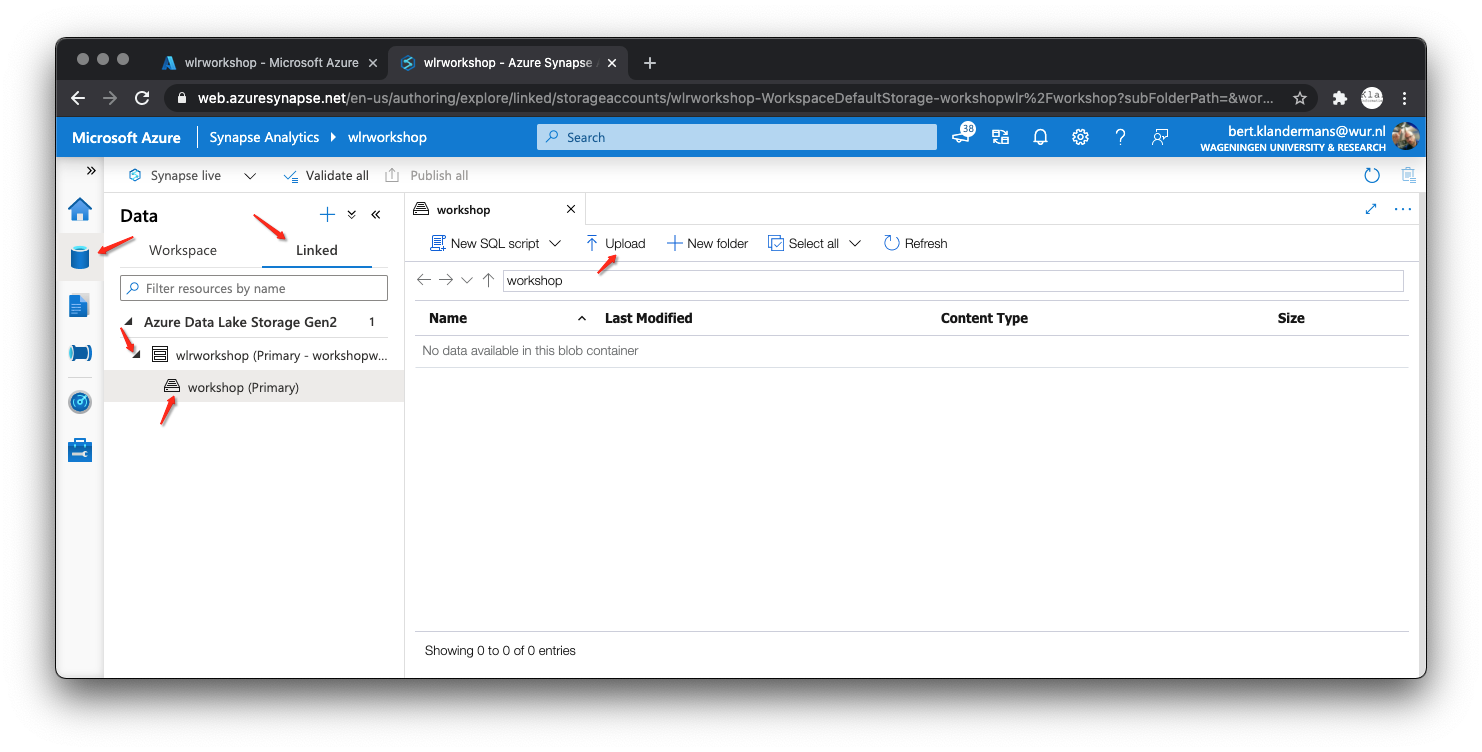 wlrworkshop - Microsoft Azure
wlrworkshop - Azure Synapse
web.azuresynapse.net/en-us/authoring/explore/linked/storageaccounts/wlrworkshop-WorkspaceDefaultStorage-workshopwlr%2Fworkshop?subFolderPath=&wor...
Microsoft Azure
Synapse Analytics
wlrworkshop
Search
38
bert.klandermans@wur.nl
WAGENINGEN UNIVERSITY & RESEARCH
Synapse live
Validate all
Publish all
Data
Workspace
Linked
Filter resources by name
Azure Data Lake Storage Gen2 1
wlrworkshop (Primary - workshopw...
workshop (Primary)
workshop
New SQL script
Upload
New folder
Select all
Refresh
workshop
Name Last Modified Content Type Size
No data available in this blob container
Showing 0 to 0 of 0 entries